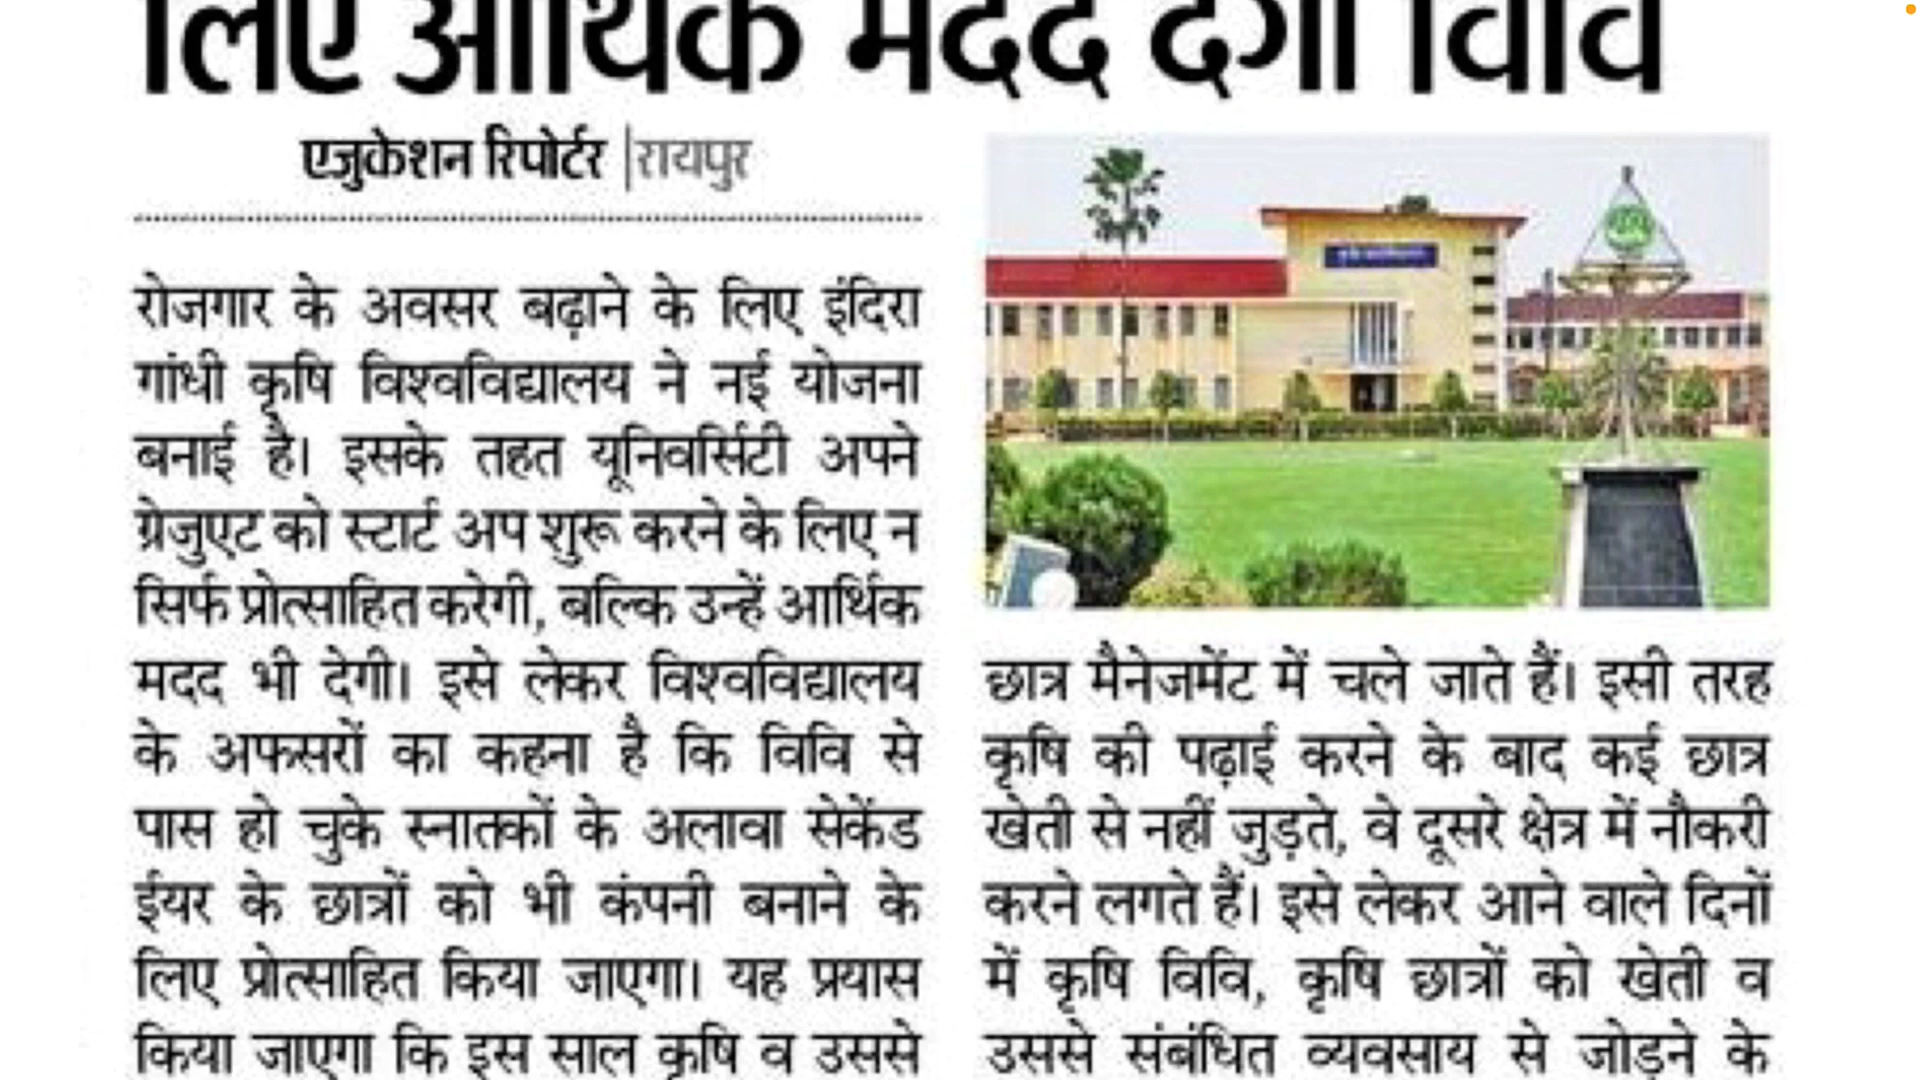 लिए आर्थिक मदद देगी विवि
एजुकेशन रिपोर्टर |रायपुर
रोजगार के अवसर बढ़ाने के लिए इंदिरा
गांधी कृषि विश्वविद्यालय ने नई योजना
बनाई है। इसके तहत यूनिवर्सिटी अपने
ग्रेजुएट को स्टार्ट अप शुरू करने के लिए न
सिर्फ प्रोत्साहित करेगी, बल्कि उन्हें आर्थिक
मदद भी देगी। इसे लेकर विश्वविद्यालय
के अफसरों का कहना है कि विवि से
पास हो चुके स्नातकों के अलावा सेकेंड
ईयर के छात्रों को भी कंपनी बनाने के
लिए प्रोत्साहित किया जाएगा। यह प्रयास
किया जाएगा कि इस साल कृषि व उससे
छात्र मैनेजमेंट में चले जाते हैं। इसी तरह
कृषि की पढ़ाई करने के बाद कई छात्र
खेती से नहीं जुड़ते, वे दूसरे क्षेत्र में नौकरी
करने लगते हैं। इसे लेकर आने वाले दिनों
में कृषि विवि, कृषि छात्रों को खेती व
उससे संबंधित व्यवसाय से जोड़ने के